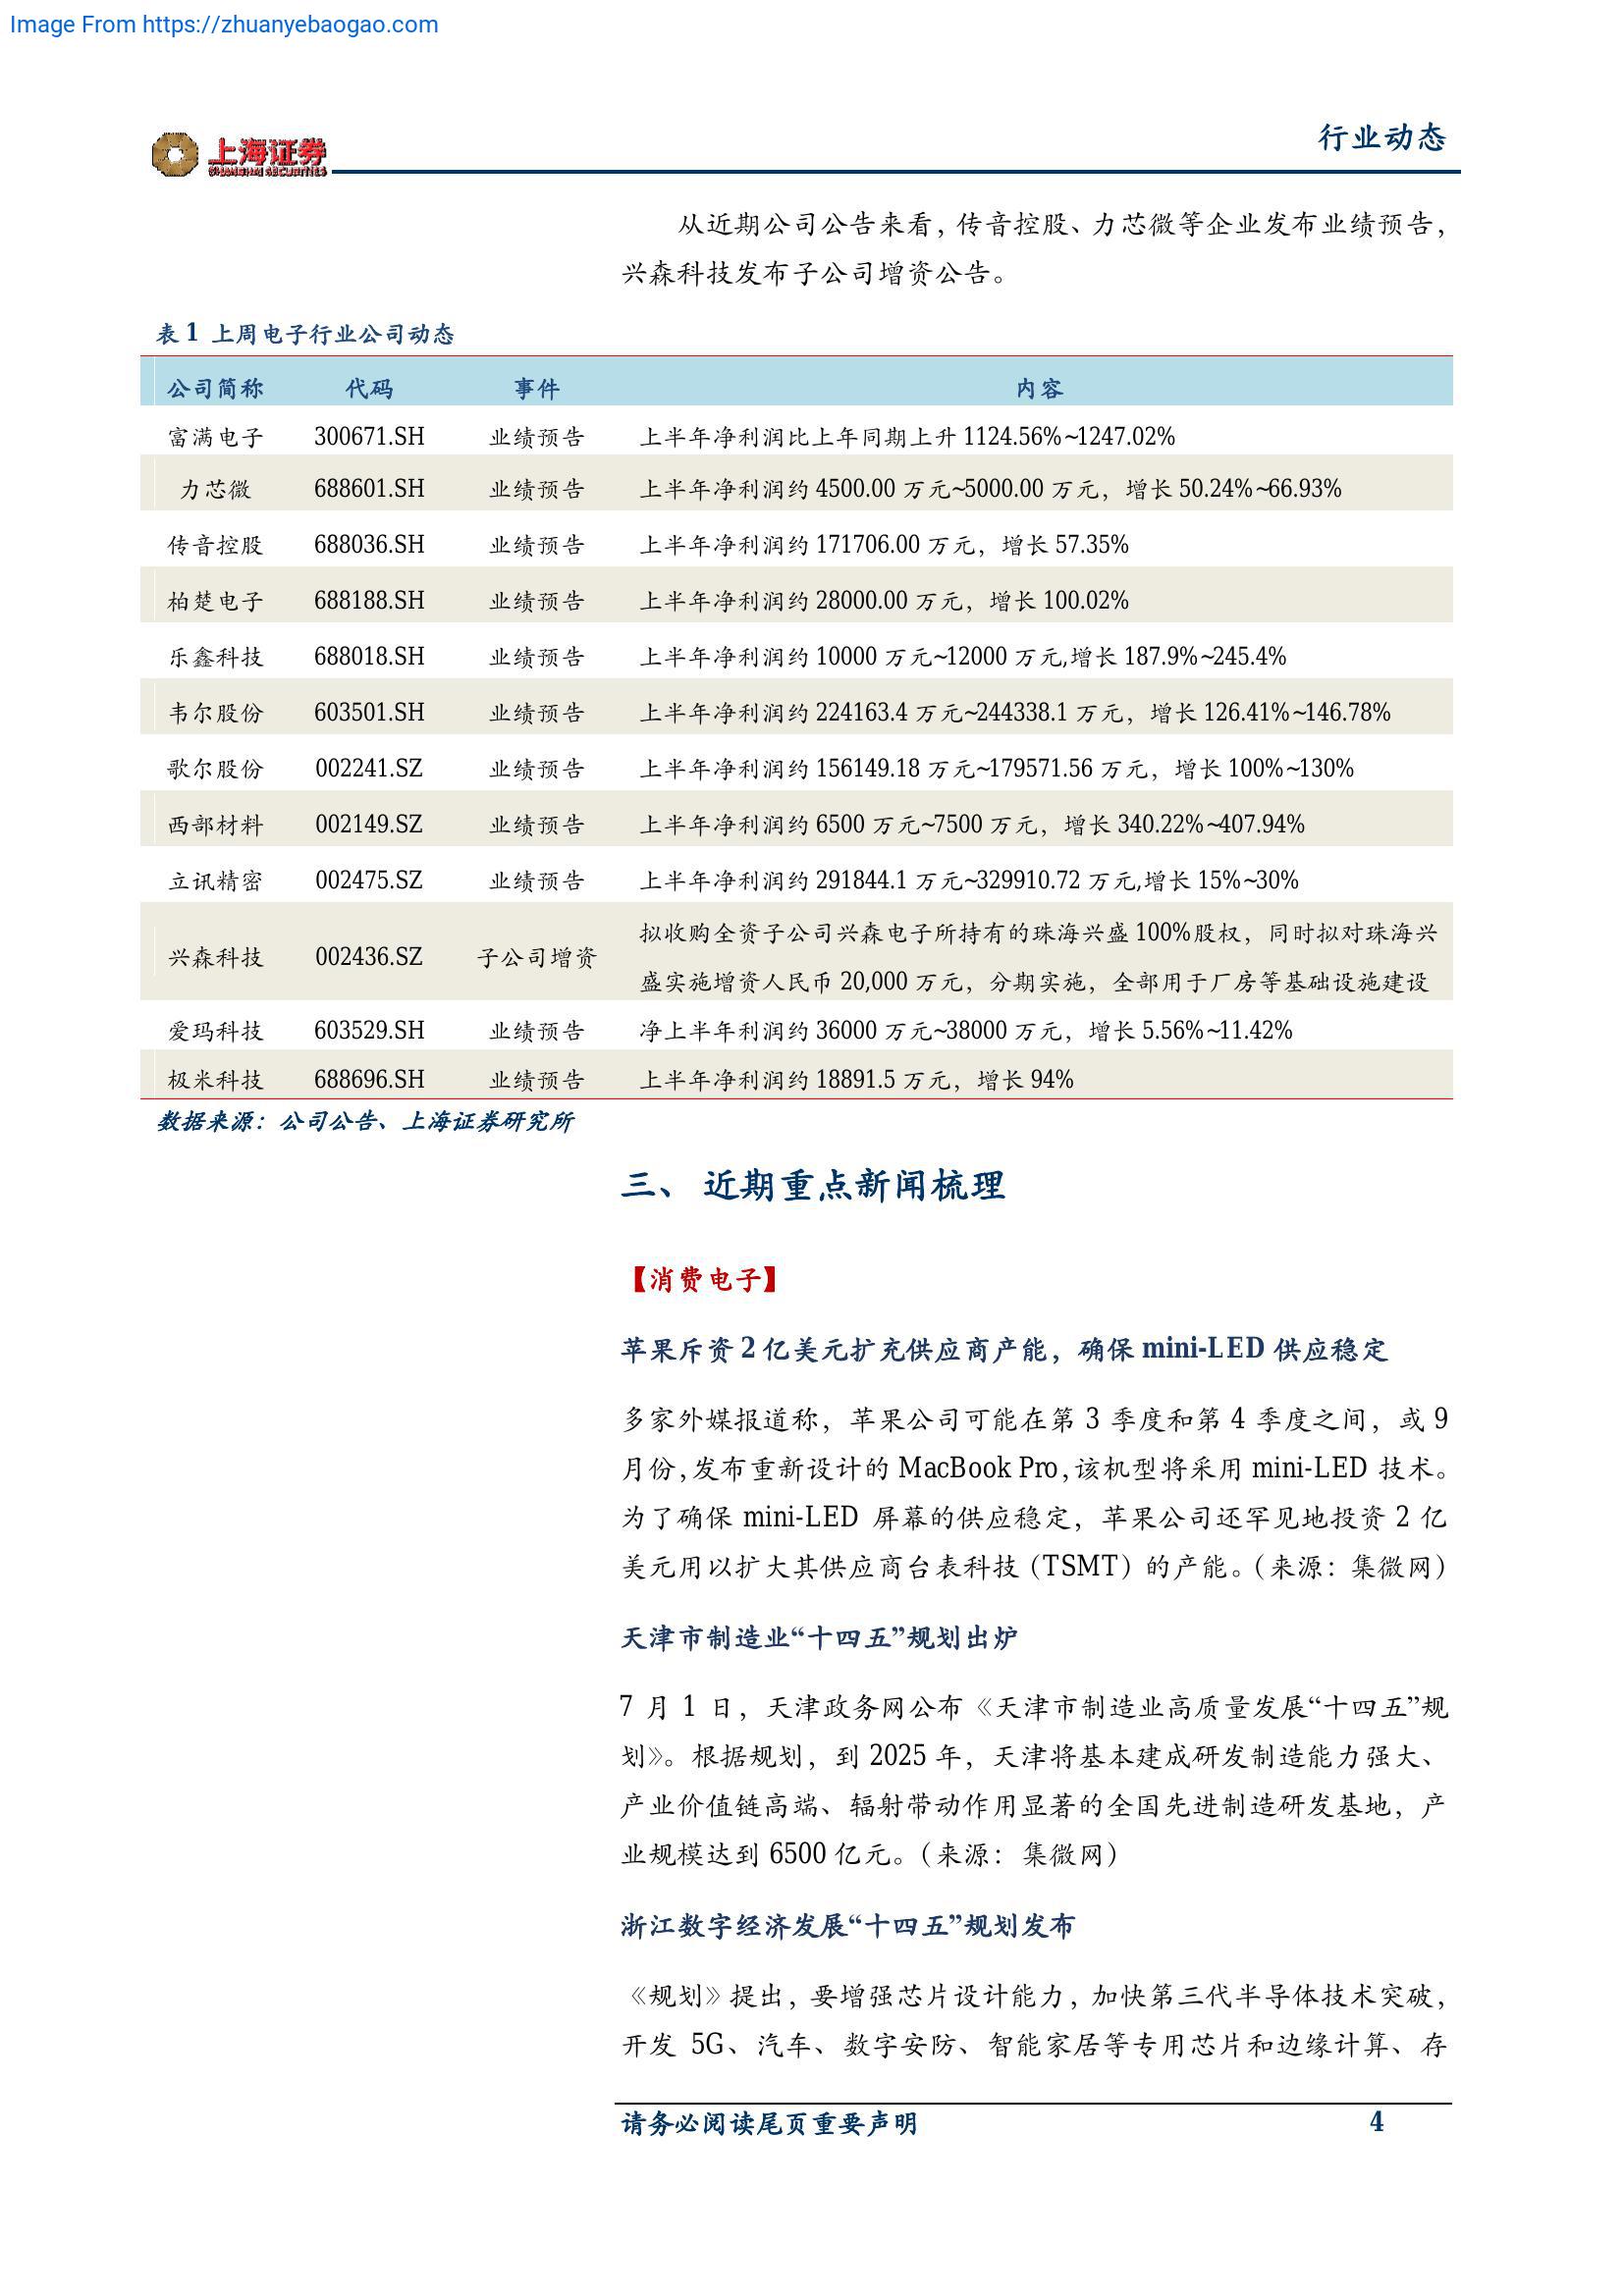 Image From https://zhuanyebaogao.com
上海证券
SHANGHAI SECURITIES
行业动态
从近期公司公告来看，传音控股、力芯微等企业发布业绩预告，
兴森科技发布子公司增资公告。
表 1 上周电子行业公司动态
公司简称 代码 事件 内容
富满电子 300671.SH 业绩预告 上半年净利润比上年同期上升 1124.56%~1247.02%
力芯微 688601.SH 业绩预告 上半年净利润约 4500.00 万元~5000.00 万元，增长 50.24%~66.93%
传音控股 688036.SH 业绩预告 上半年净利润约 171706.00 万元，增长 57.35%
柏楚电子 688188.SH 业绩预告 上半年净利润约 28000.00 万元，增长 100.02%
乐鑫科技 688018.SH 业绩预告 上半年净利润约 10000 万元~12000 万元,增长 187.9%~245.4%
韦尔股份 603501.SH 业绩预告 上半年净利润约 224163.4 万元~244338.1 万元，增长 126.41%~146.78%
歌尔股份 002241.SZ 业绩预告 上半年净利润约 156149.18 万元~179571.56 万元，增长 100%~130%
西部材料 002149.SZ 业绩预告 上半年净利润约 6500 万元~7500 万元，增长 340.22%~407.94%
立讯精密 002475.SZ 业绩预告 上半年净利润约 291844.1 万元~329910.72 万元,增长 15%~30%
兴森科技 002436.SZ 子公司增资 拟收购全资子公司兴森电子所持有的珠海兴盛 100%股权，同时拟对珠海兴
盛实施增资人民币 20,000 万元，分期实施，全部用于厂房等基础设施建设
爱玛科技 603529.SH 业绩预告 净上半年利润约 36000 万元~38000 万元，增长 5.56%~11.42%
极米科技 688696.SH 业绩预告 上半年净利润约 18891.5 万元，增长 94%
数据来源：公司公告、上海证券研究所
三、 近期重点新闻梳理
【消费电子】
苹果斥资 2 亿美元扩充供应商产能，确保 mini-LED 供应稳定
多家外媒报道称，苹果公司可能在第 3 季度和第 4 季度之间，或 9
月份，发布重新设计的 MacBook Pro，该机型将采用 mini-LED 技术。
为了确保 mini-LED 屏幕的供应稳定，苹果公司还罕见地投资 2 亿
美元用以扩大其供应商台表科技（TSMT）的产能。（来源：集微网）
天津市制造业“十四五”规划出炉
7 月 1 日，天津政务网公布《天津市制造业高质量发展“十四五”规
划》。根据规划，到 2025 年，天津将基本建成研发制造能力强大、
产业价值链高端、辐射带动作用显著的全国先进制造研发基地，产
业规模达到 6500 亿元。（来源：集微网）
浙江数字经济发展“十四五”规划发布
《规划》提出，要增强芯片设计能力，加快第三代半导体技术突破，
开发 5G、汽车、数字安防、智能家居等专用芯片和边缘计算、存
请务必阅读尾页重要声明 4